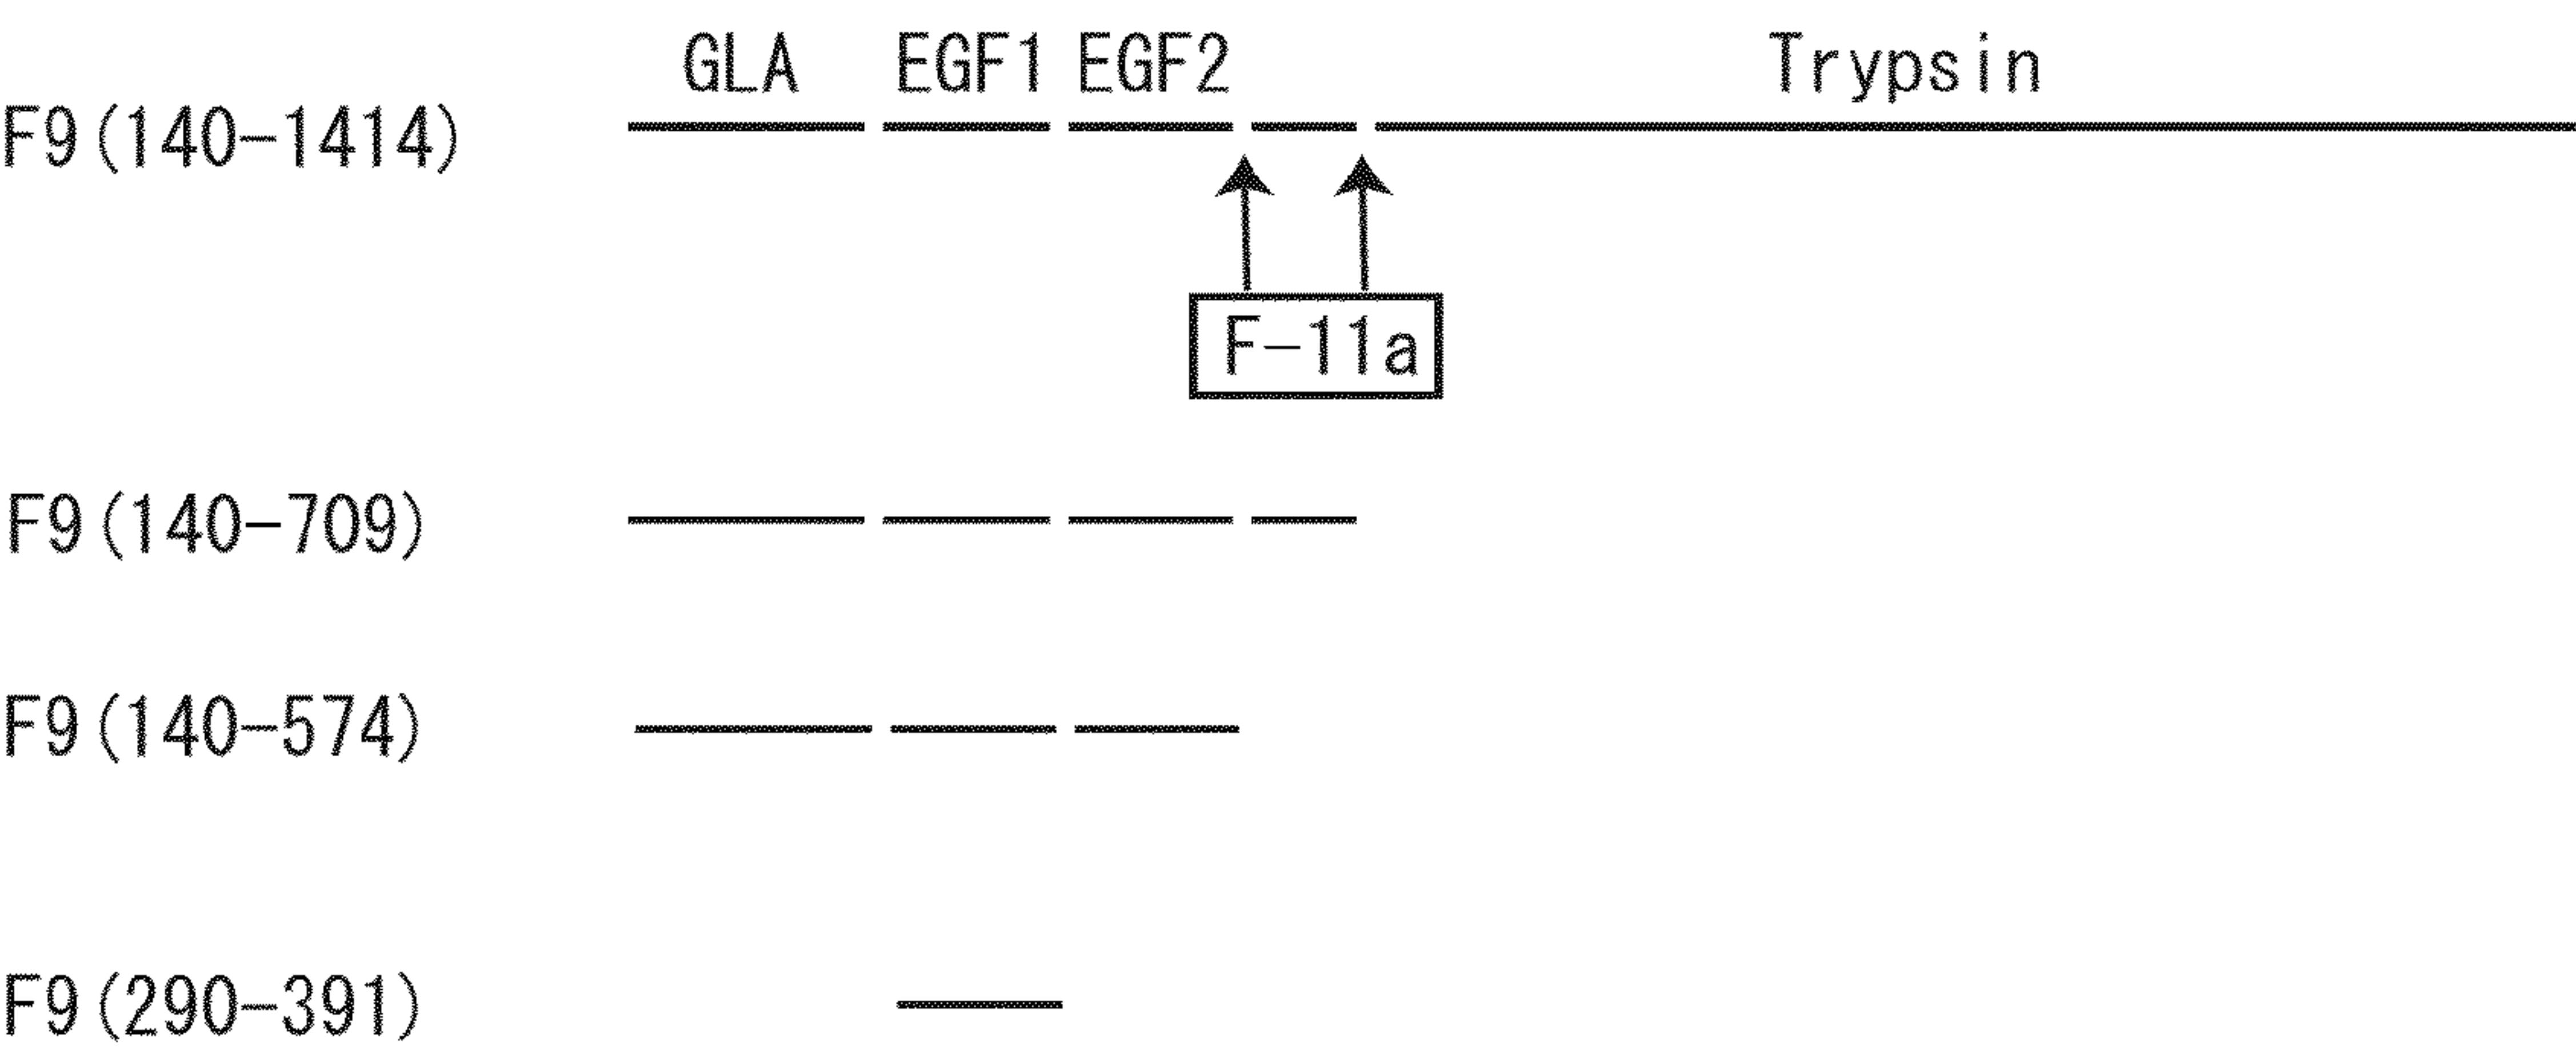 GLA EGF1 EGF2 Trypsin
F9(140-1414)
F-11a
F9(140-709)
F9(140-574)
F9(290-391)